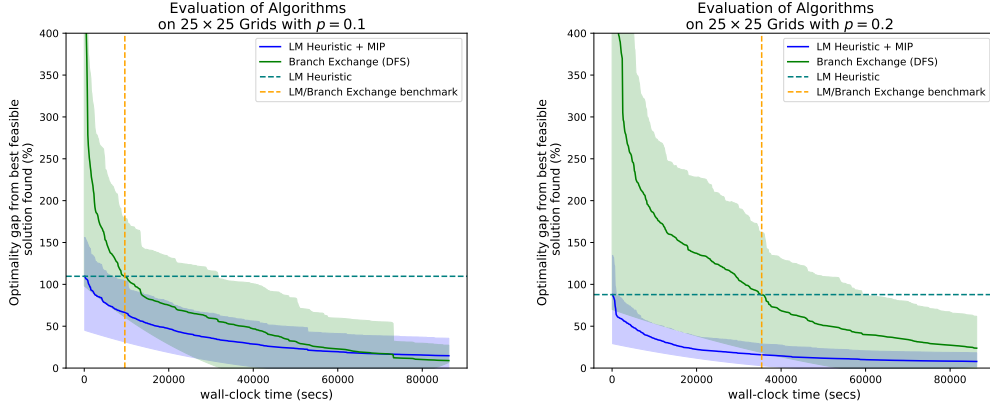 Evaluation of Algorithms
on 25 × 25 Grids with p = 0.1
400
350
300
250
200
150
100
50
0
Optimality gap from best feasible
solution found (%)
LM Heuristic + MIP
Branch Exchange (DFS)
LM Heuristic
LM/Branch Exchange benchmark
0
20000
40000
60000
80000
wall-clock time (secs)
Evaluation of Algorithms
on 25 × 25 Grids with p = 0.2
400
350
300
250
200
150
100
50
0
Optimality gap from best feasible
solution found (%)
LM Heuristic + MIP
Branch Exchange (DFS)
LM Heuristic
LM/Branch Exchange benchmark
0
20000
40000
60000
80000
wall-clock time (secs)